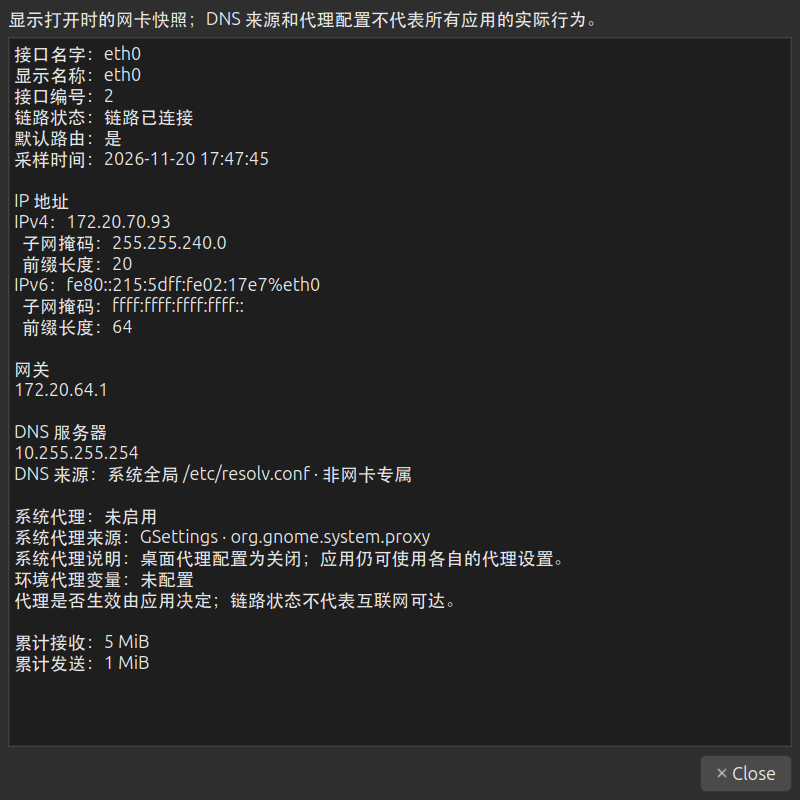 显示打开时的网卡快照；DNS 来源和代理配置不代表所有应用的实际行为。
接口名字：eth0
显示名称：eth0
接口编号：2
链路状态：链路已连接
默认路由：是
采样时间：2026-11-20 17:47:45
IP 地址
IPv4：172.20.70.93
子网掩码：255.255.240.0
前缀长度：20
IPv6：fe80::215:5dff:fe02:17e7%eth0
子网掩码：ffff:ffff:ffff:ffff::
前缀长度：64
网关
172.20.64.1
DNS 服务器
10.255.255.254
DNS 来源：系统全局 /etc/resolv.conf · 非网卡专属
系统代理：未启用
系统代理来源：GSettings · org.gnome.system.proxy
系统代理说明：桌面代理配置为关闭；应用仍可使用各自的代理设置。
环境代理变量：未配置
代理是否生效由应用决定；链路状态不代表互联网可达。
累计接收：5 MiB
累计发送：1 MiB
× Close